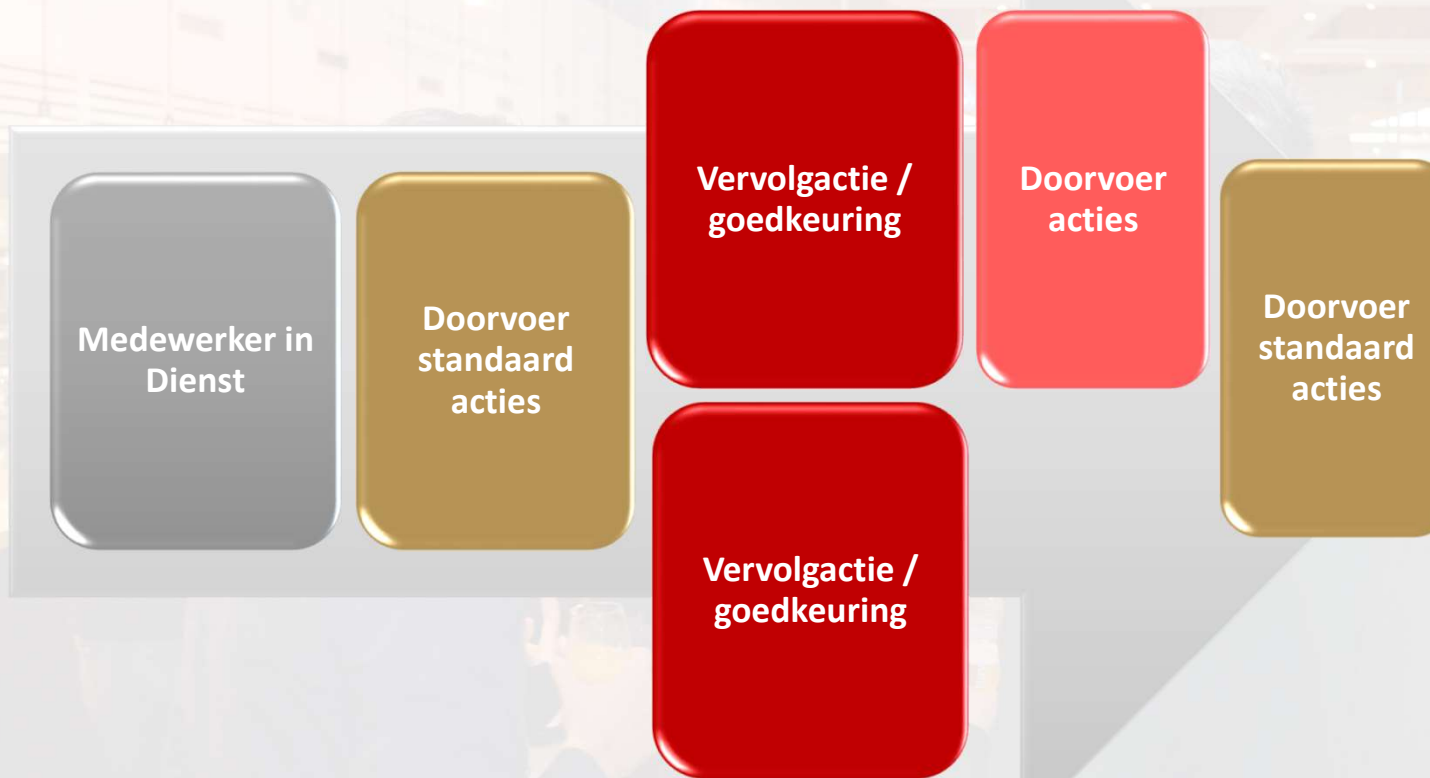 Medewerker in
Dienst
Doorvoer
standaard
acties
Vervolgactie /
goedkeuring
Vervolgactie /
goedkeuring
Doorvoer
acties
Doorvoer
standaard
acties